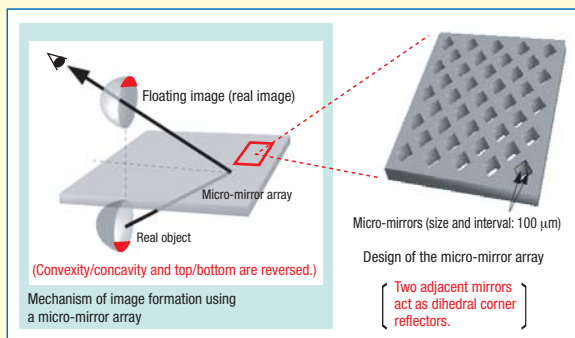 Floating image (real image)
Micro-mirror array
Real object
(Convexity/concavity and top/bottom are reversed.)
Mechanism of image formation using
a micro-mirror array
Micro-mirrors (size and interval: 100 μm)
Design of the micro-mirror array
Two adjacent mirrors
act as dihedral corner
reflectors.